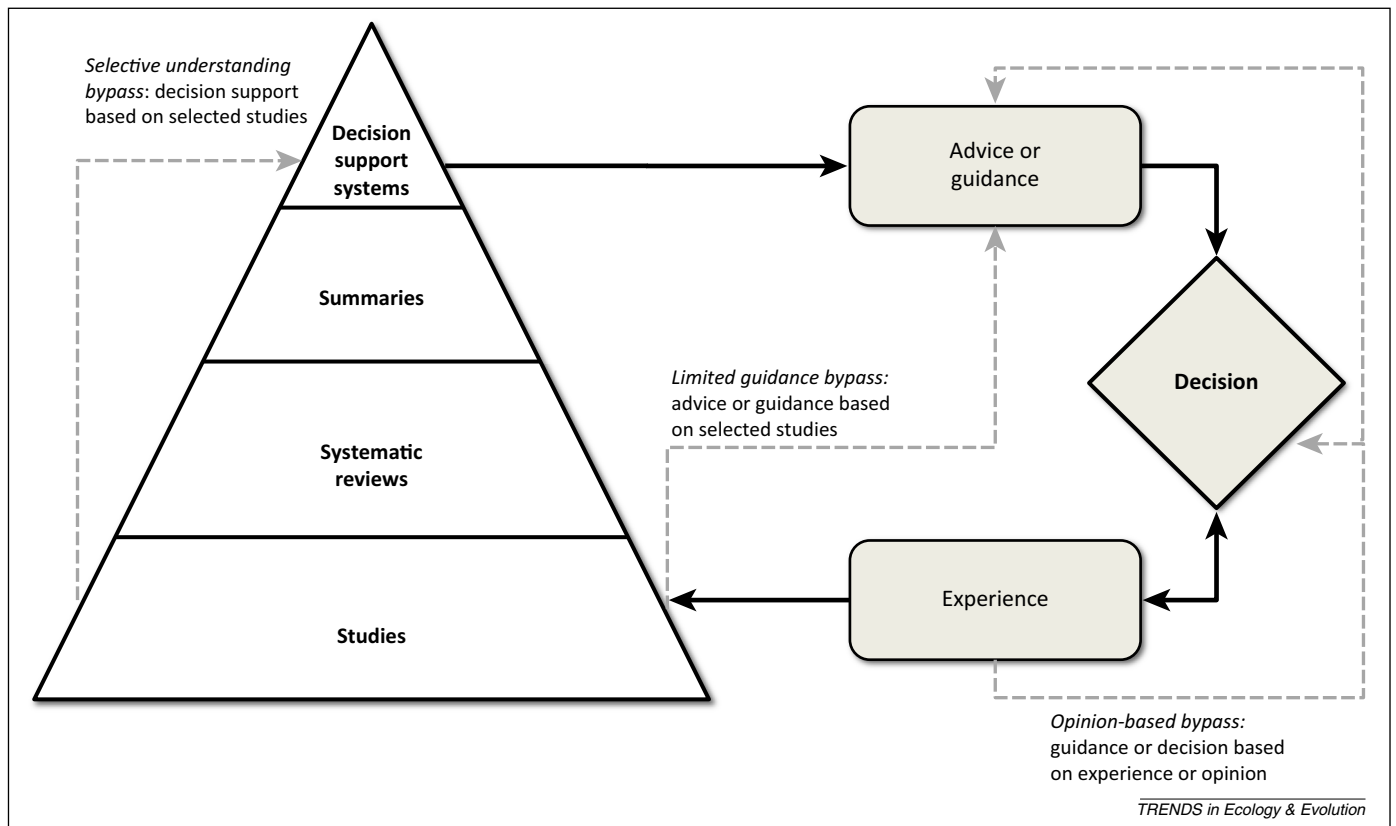 Selective understanding
bypass: decision support
based on selected studies
Decision
support
systems
Advice or
guidance
Summaries
Limited guidance bypass:
advice or guidance based
on selected studies
Decision
Systematic
reviews
Experience
Studies
Opinion-based bypass:
guidance or decision based
on experience or opinion
TRENDS in Ecology & Evolution